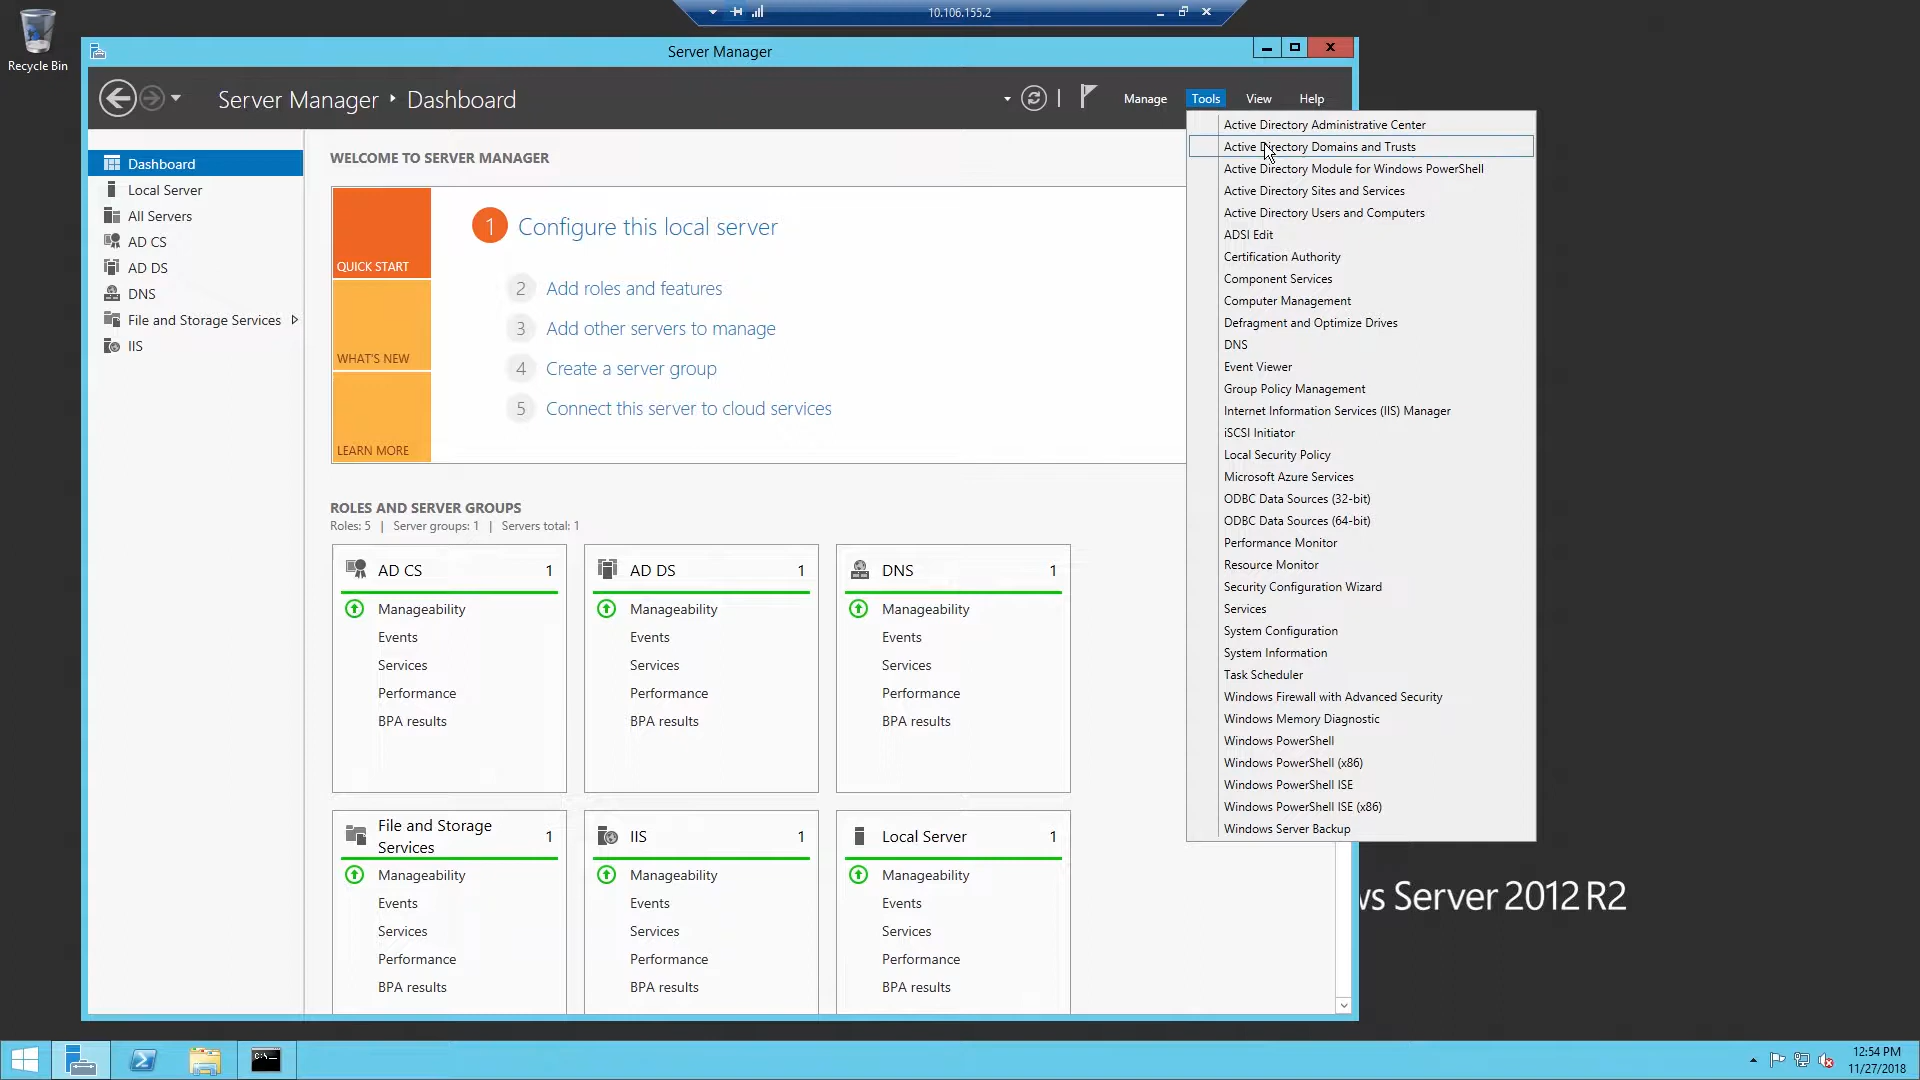 10.106.155.2
Recycle Bin
Server Manager
Server Manager Dashboard
Manage Tools View Help
Dashboard
Local Server
All Servers
AD CS
AD DS
DNS
File and Storage Services
IIS
WELCOME TO SERVER MANAGER
QUICK START
WHAT'S NEW
LEARN MORE
1 Configure this local server
2 Add roles and features
3 Add other servers to manage
4 Create a server group
5 Connect this server to cloud services
ROLES AND SERVER GROUPS
Roles: 5 | Server groups: 1 | Servers total: 1
AD CS 1
Manageability
Events
Services
Performance
BPA results
AD DS 1
Manageability
Events
Services
Performance
BPA results
DNS 1
Manageability
Events
Services
Performance
BPA results
File and Storage
Services 1
Manageability
Events
Services
Performance
BPA results
IIS 1
Manageability
Events
Services
Performance
BPA results
Local Server 1
Manageability
Events
Services
Performance
BPA results
Active Directory Administrative Center
Active Directory Domains and Trusts
Active Directory Module for Windows PowerShell
Active Directory Sites and Services
Active Directory Users and Computers
ADSI Edit
Certification Authority
Component Services
Computer Management
Defragment and Optimize Drives
DNS
Event Viewer
Group Policy Management
Internet Information Services (IIS) Manager
iSCSI Initiator
Local Security Policy
Microsoft Azure Services
ODBC Data Sources (32-bit)
ODBC Data Sources (64-bit)
Performance Monitor
Resource Monitor
Security Configuration Wizard
Services
System Configuration
System Information
Task Scheduler
Windows Firewall with Advanced Security
Windows Memory Diagnostic
Windows PowerShell
Windows PowerShell (x86)
Windows PowerShell ISE
Windows PowerShell ISE (x86)
Windows Server Backup
ws Server 2012 R2
C:\.
12:54 PM
11/27/2018